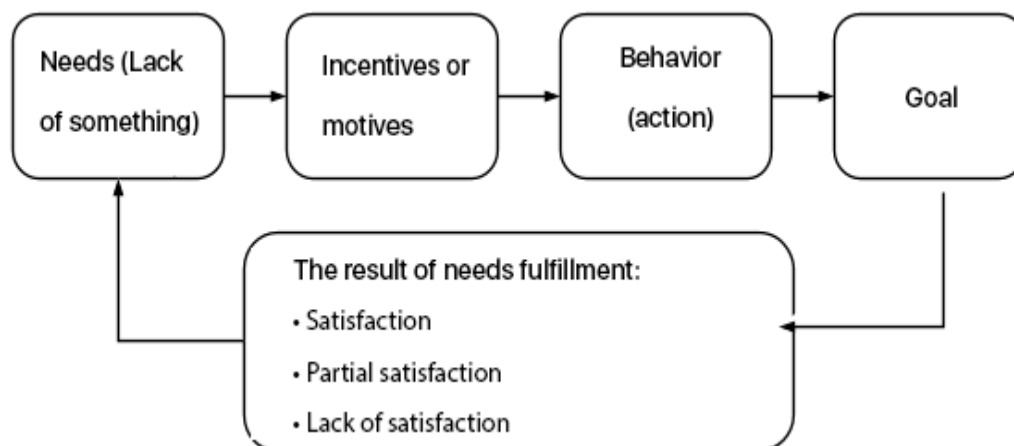 Needs (Lack
of something)
Incentives or
motives
Behavior
(action)
Goal
The result of needs fulfillment:
• Satisfaction
• Partial satisfaction
• Lack of satisfaction